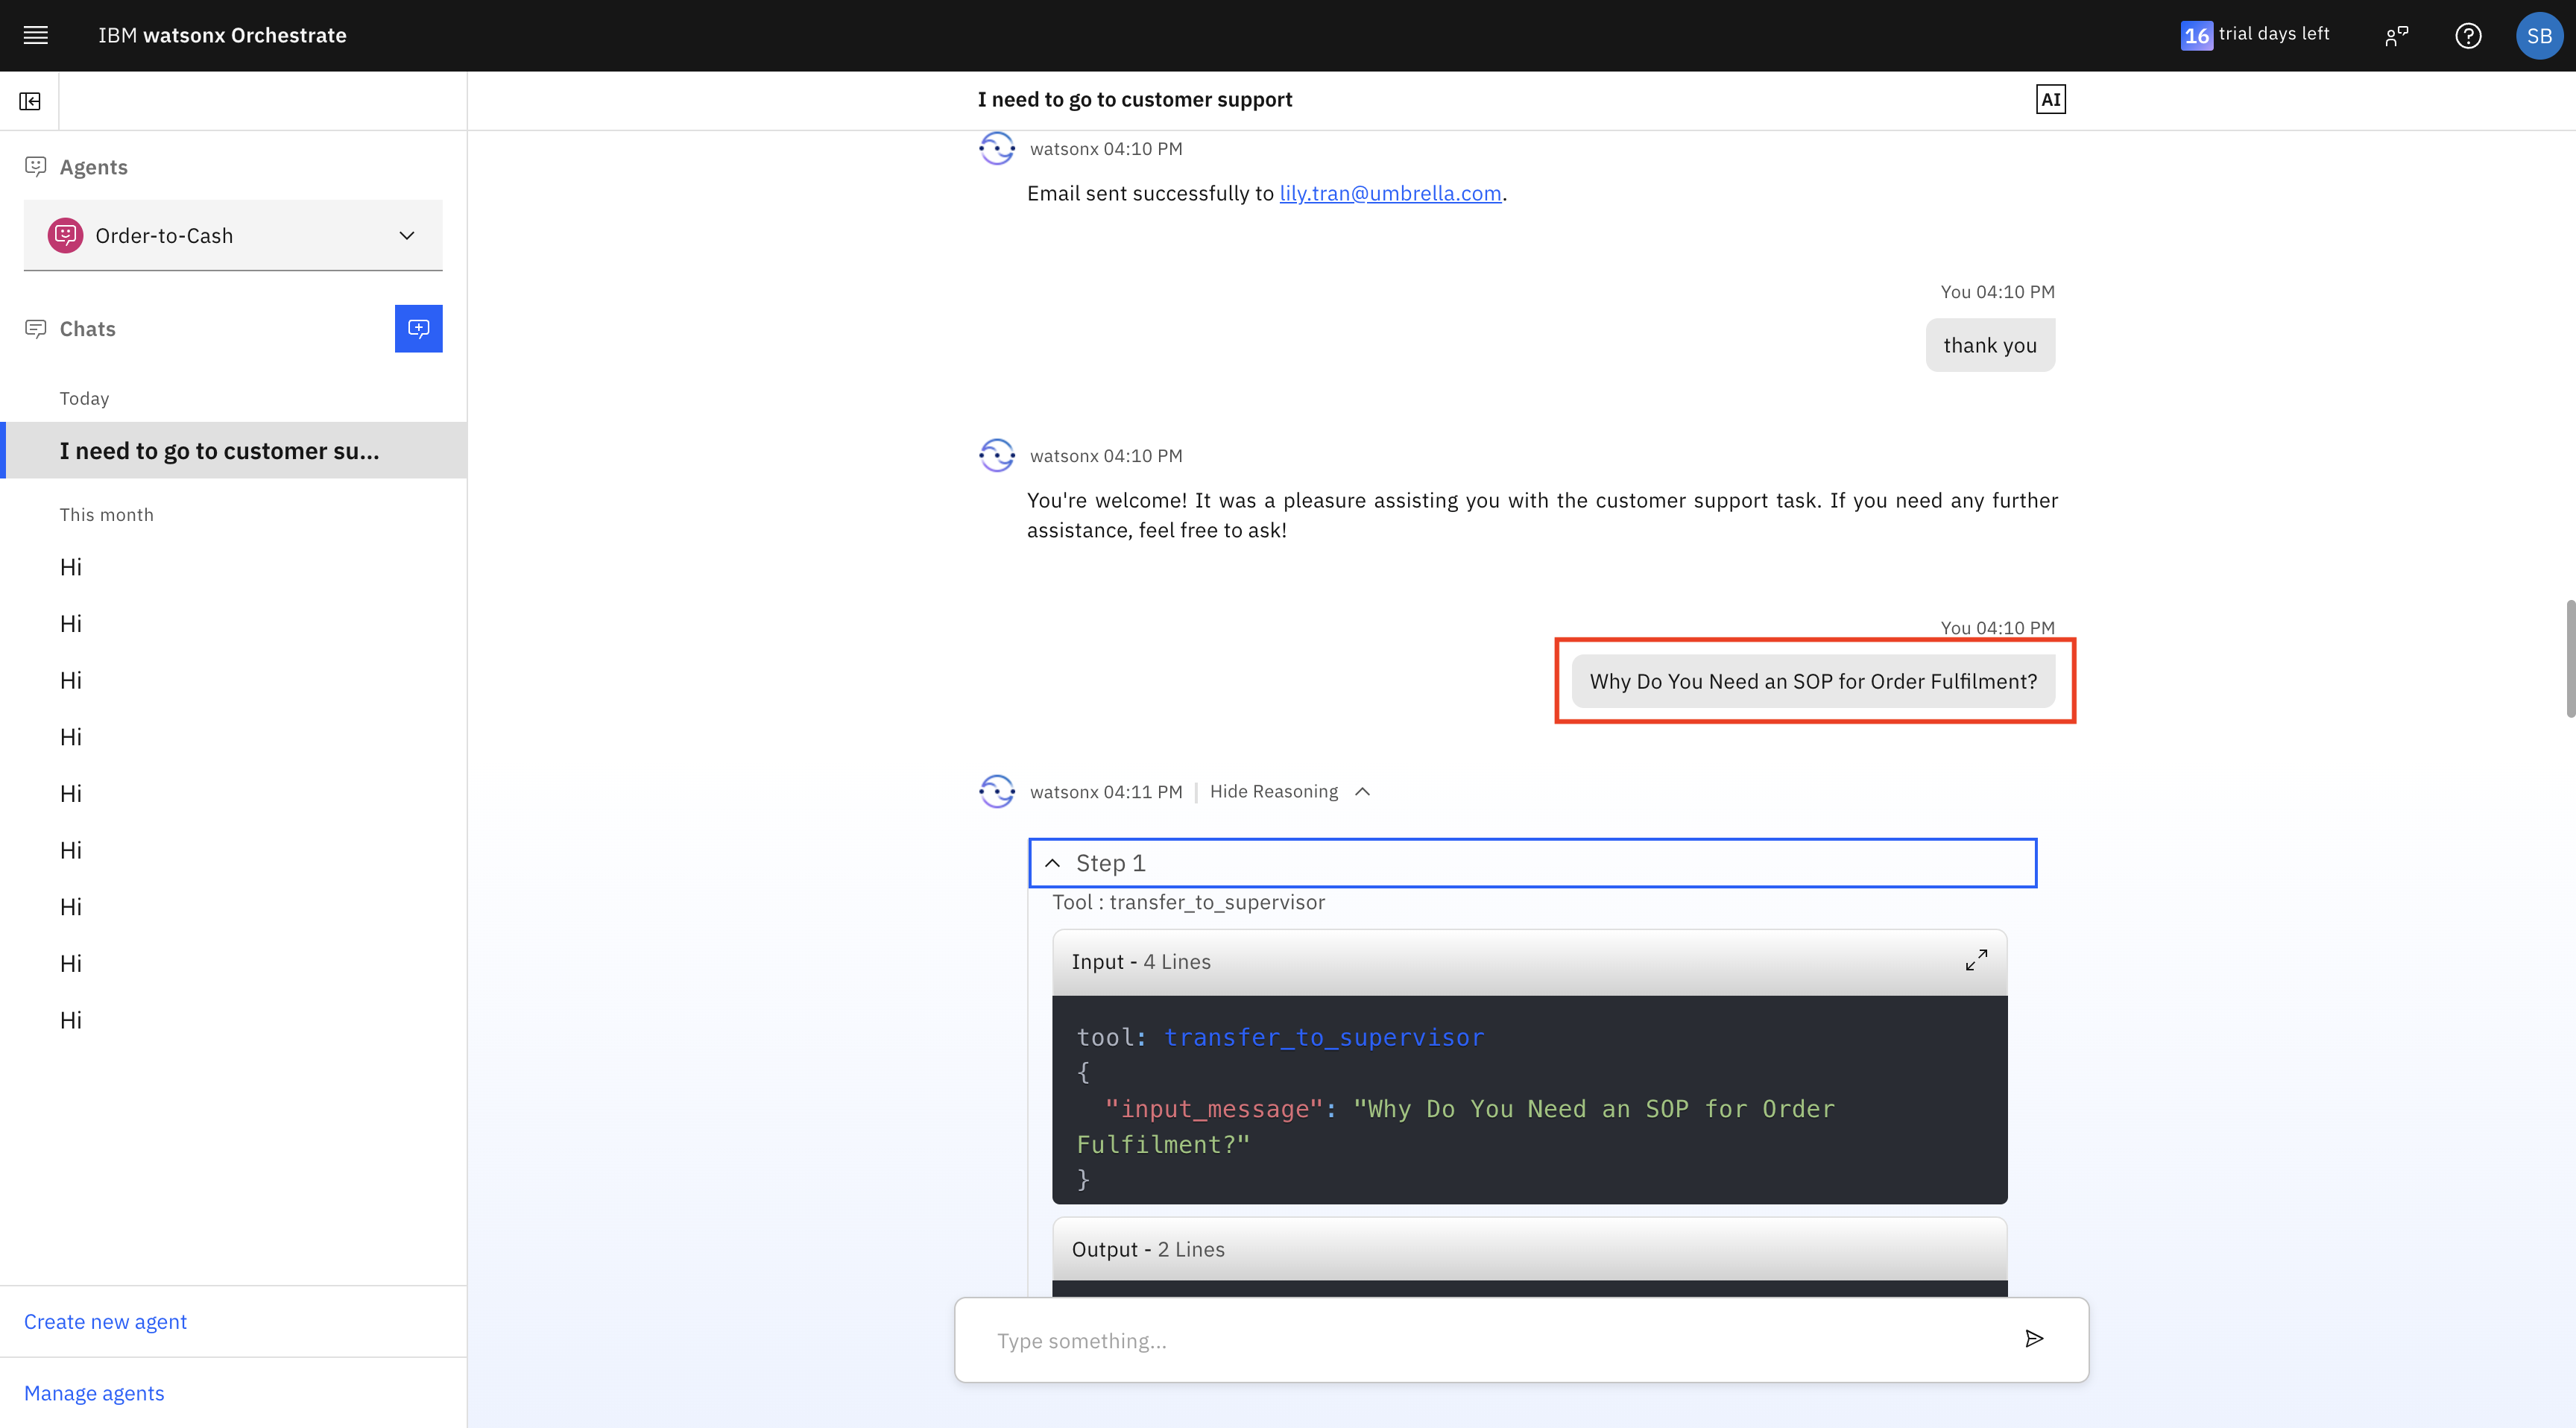 IBM watsonx Orchestrate
16 trial days left
SB
I need to go to customer support
AI
Agents
Order-to-Cash
Chats
Today
I need to go to customer su...
This month
Hi
Hi
Hi
Hi
Hi
Hi
Hi
Hi
Hi
Create new agent
Manage agents
watsonx 04:10 PM
Email sent successfully to lily.tran@umbrella.com.
You 04:10 PM
thank you
watsonx 04:10 PM
You're welcome! It was a pleasure assisting you with the customer support task. If you need any further
assistance, feel free to ask!
You 04:10 PM
Why Do You Need an SOP for Order Fulfilment?
watsonx 04:11 PM | Hide Reasoning
Step 1
Tool : transfer_to_supervisor
Input - 4 Lines
tool: transfer_to_supervisor
{
"input_message": "Why Do You Need an SOP for Order
Fulfilment?"
}
Output - 2 Lines
Type something...